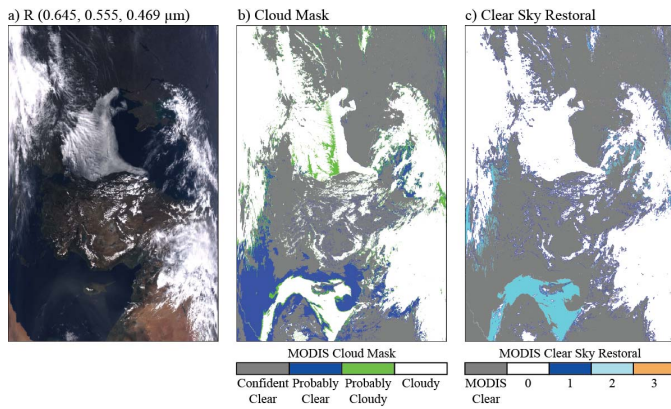 a) R (0.645, 0.555, 0.469 µm)
b) Cloud Mask
c) Clear Sky Restoral
MODIS Cloud Mask
Confident Clear
Probably Clear
Probably Cloudy
Cloudy
MODIS Clear Sky Restoral
MODIS Clear
0
1
2
3